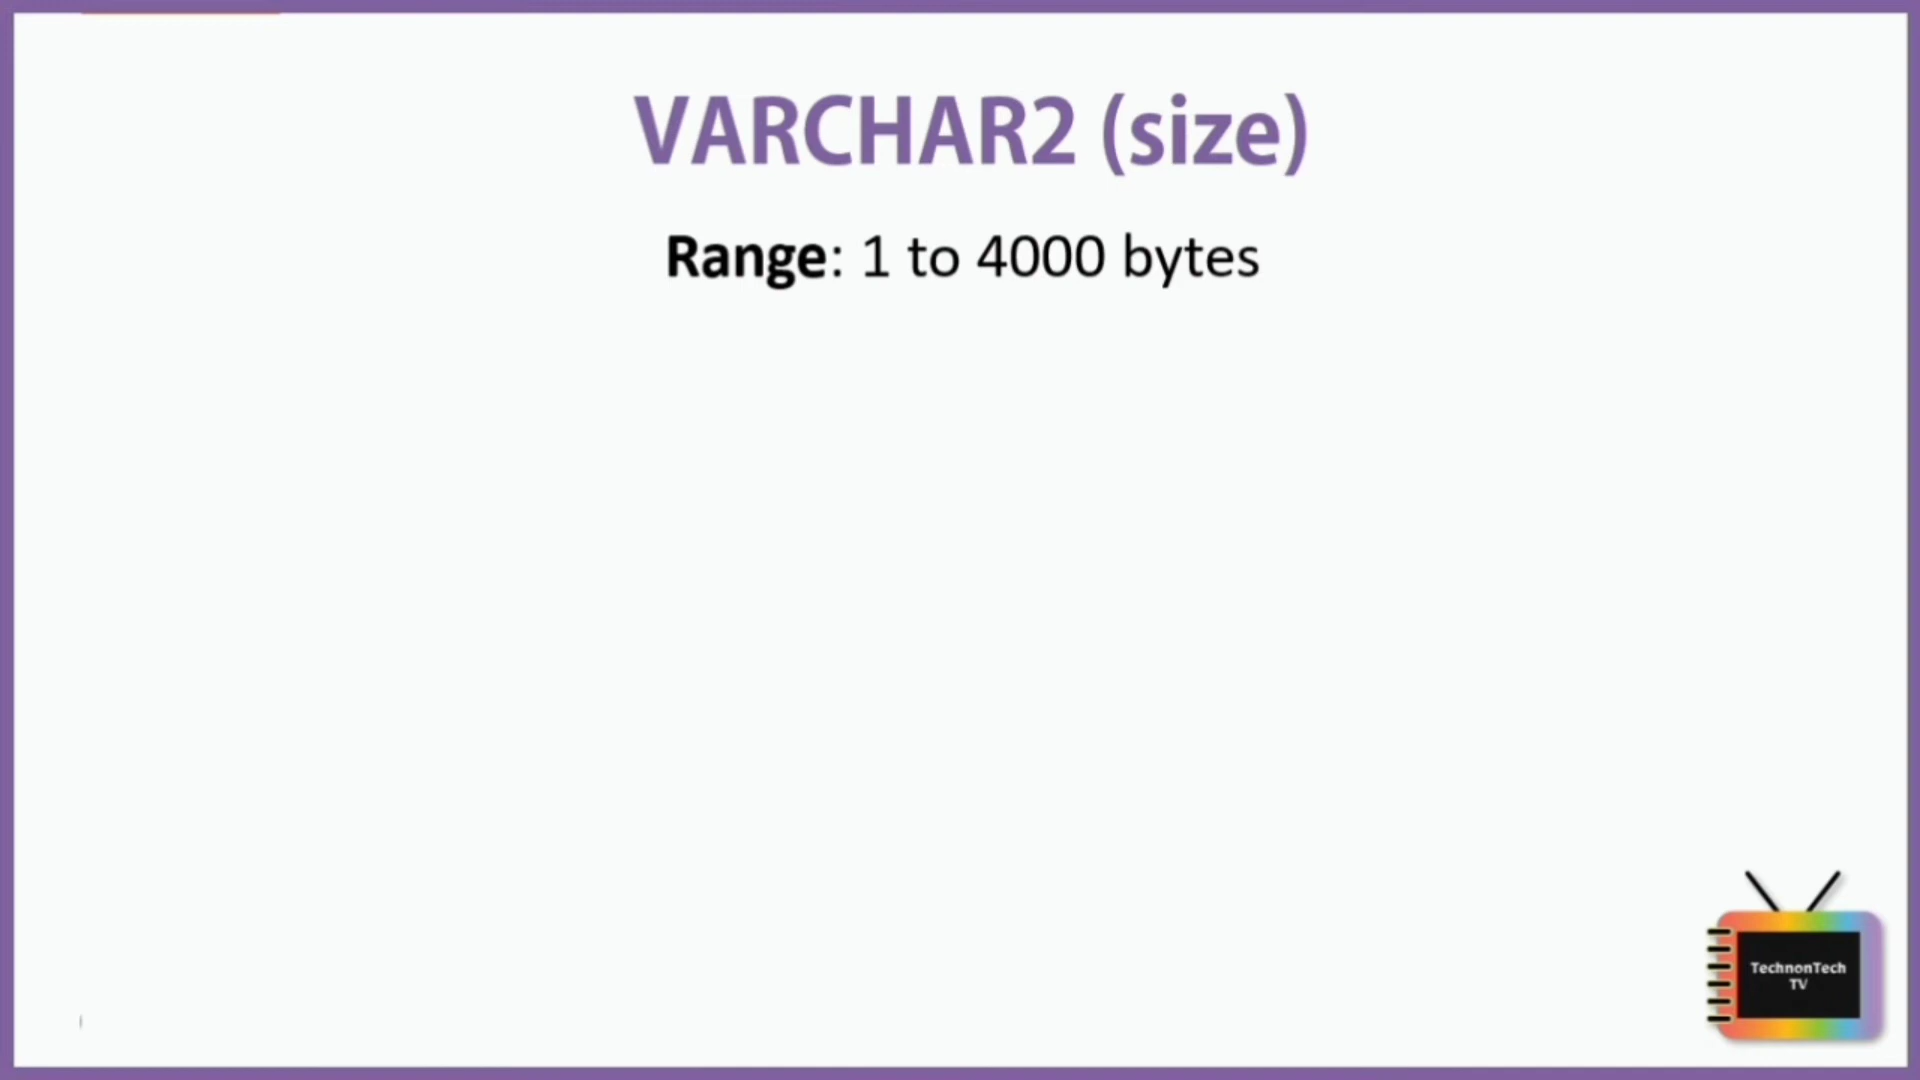 VARCHAR2 (size)
Range: 1 to 4000 bytes
TechnonTech
TV